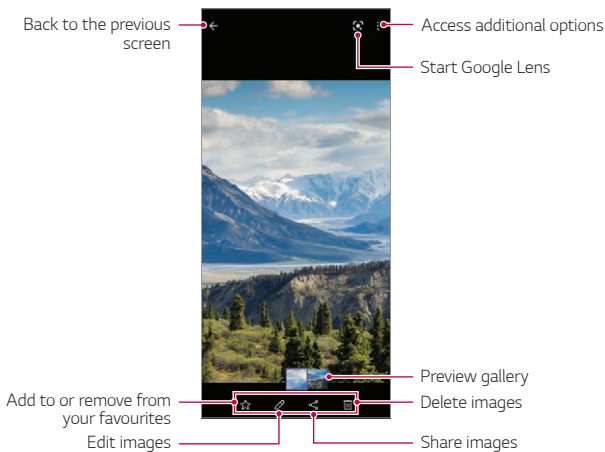 Back to the previous
screen
Access additional options
Start Google Lens
Preview gallery
Add to or remove from
your favourites
Delete images
Edit images
Share images